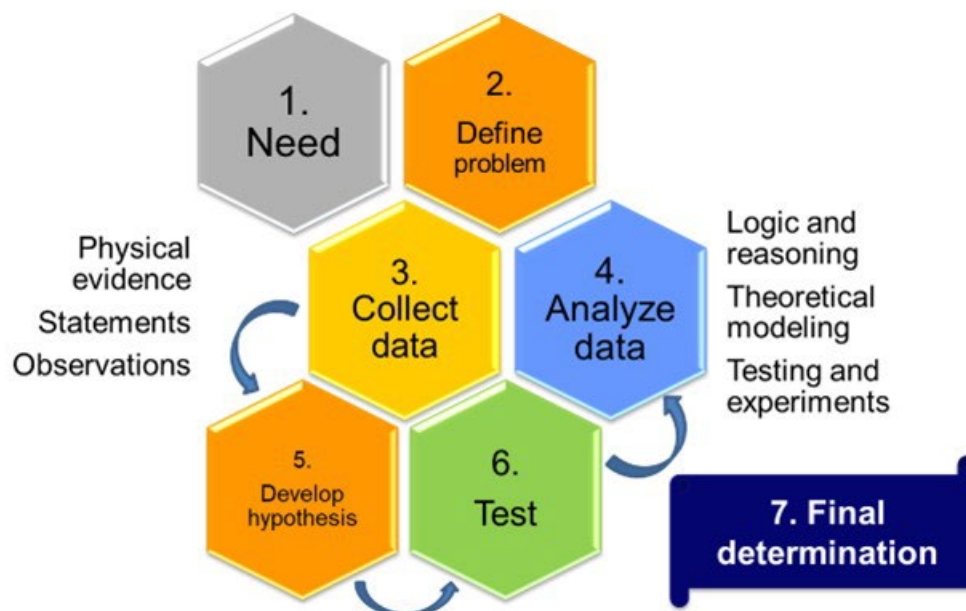 1.
Need
2.
Define
problem
Physical
evidence
Statements
Observations
3.
Collect
data
4.
Analyze
data
Logic and
reasoning
Theoretical
modeling
Testing and
experiments
5.
Develop
hypothesis
6.
Test
7. Final
determination